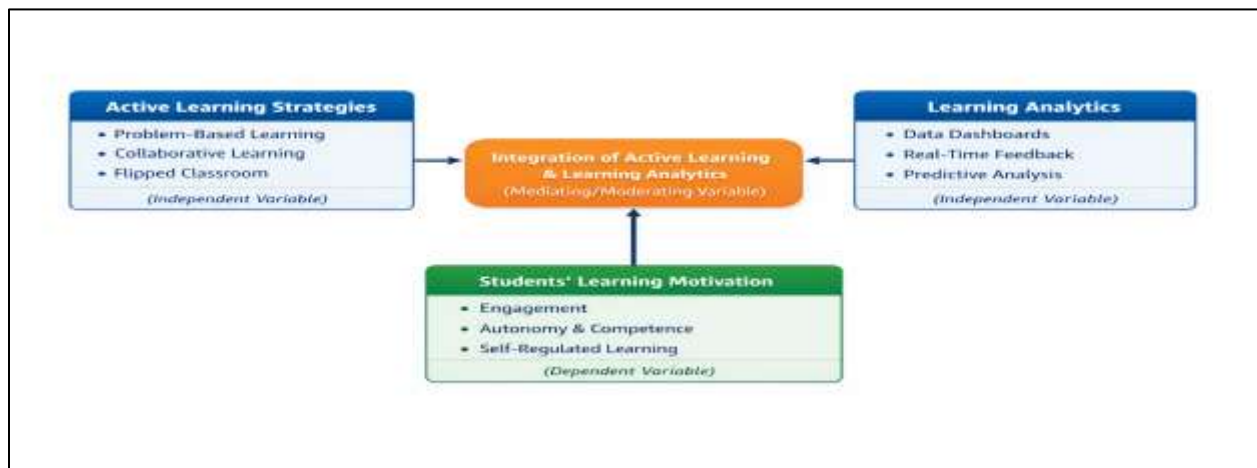 Active Learning Strategies
• Problem-Based Learning
• Collaborative Learning
• Flipped Classroom
(Independent Variable)
Integration of Active Learning
& Learning Analytics
(Mediating/Moderating Variable)
Learning Analytics
• Data Dashboards
• Real-Time Feedback
• Predictive Analysis
(Independent Variable)
Students' Learning Motivation
• Engagement
• Autonomy & Competence
• Self-Regulated Learning
(Dependent Variable)